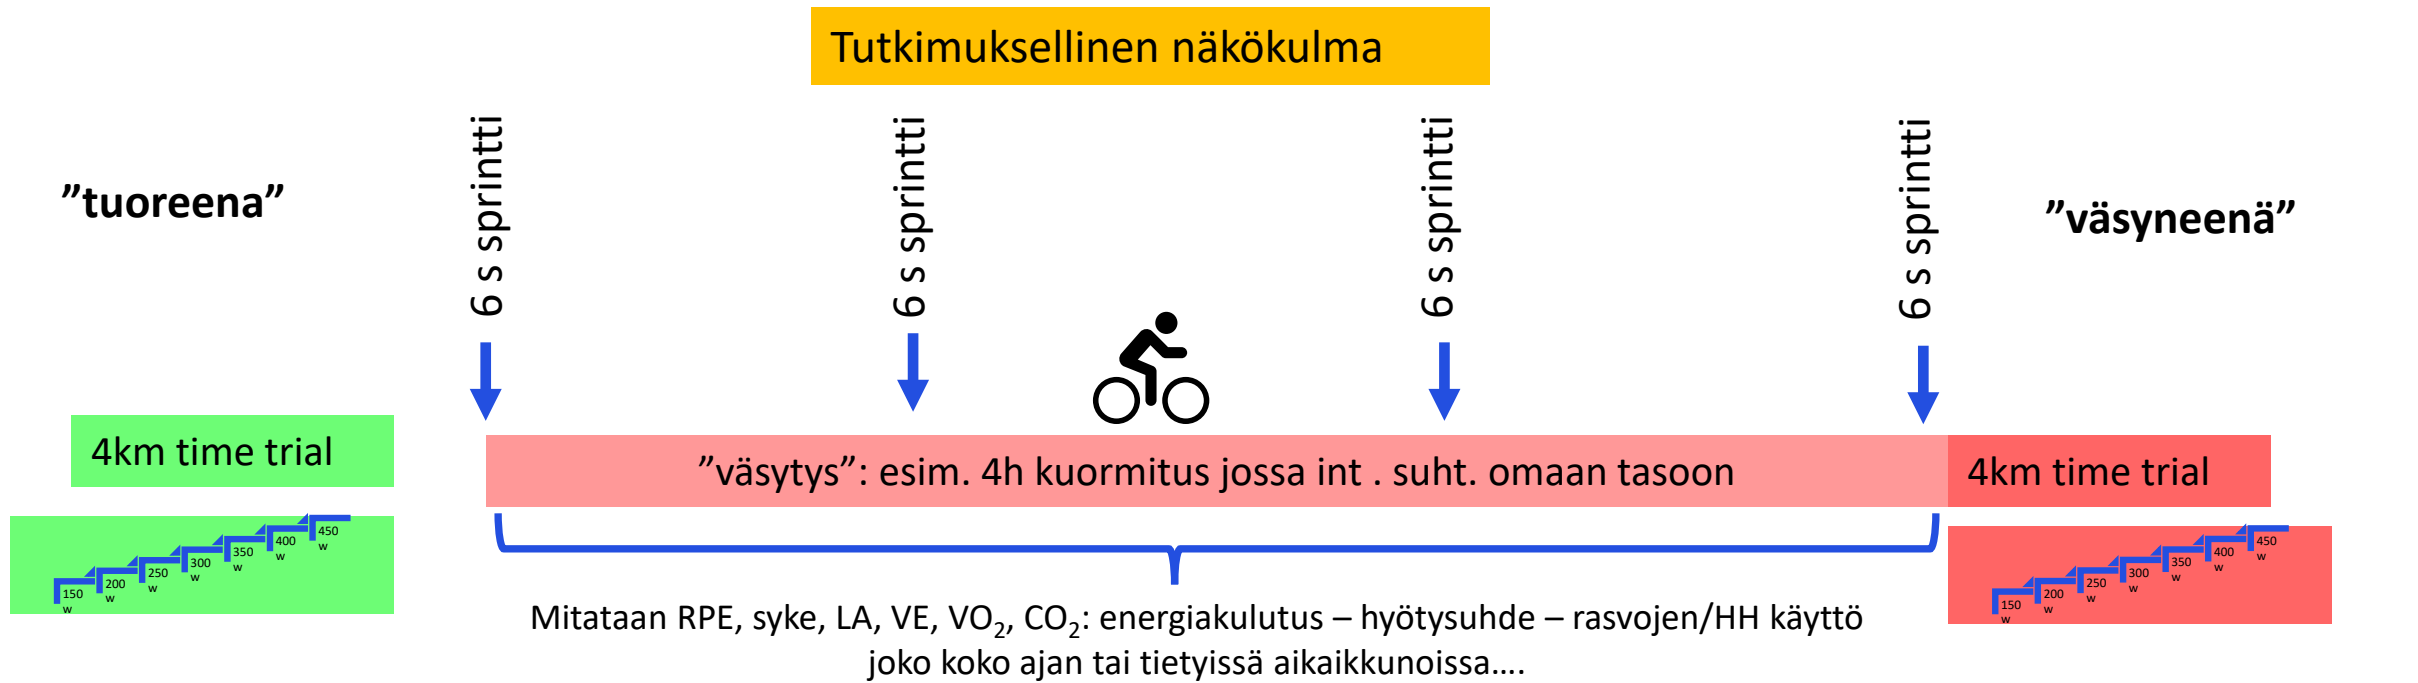 Tutkimuksellinen näkökulma
6 s sprintti
6 s sprintti
6 s sprintti
6 s sprintti
”tuoreena”
”väsyneenä”
4km time trial
”väsytys”: esim. 4h kuormitus jossa int . suht. omaan tasoon
4km time trial
150 w
200 w
250 w
300 w
350 w
400 w
450 w
150 w
200 w
250 w
300 w
350 w
400 w
450 w
Mitataan RPE, syke, LA, VE, VO₂, CO₂: energiakulutus – hyötysuhde – rasvojen/HH käyttö
joko koko ajan tai tietyissä aikaikkunoissa….